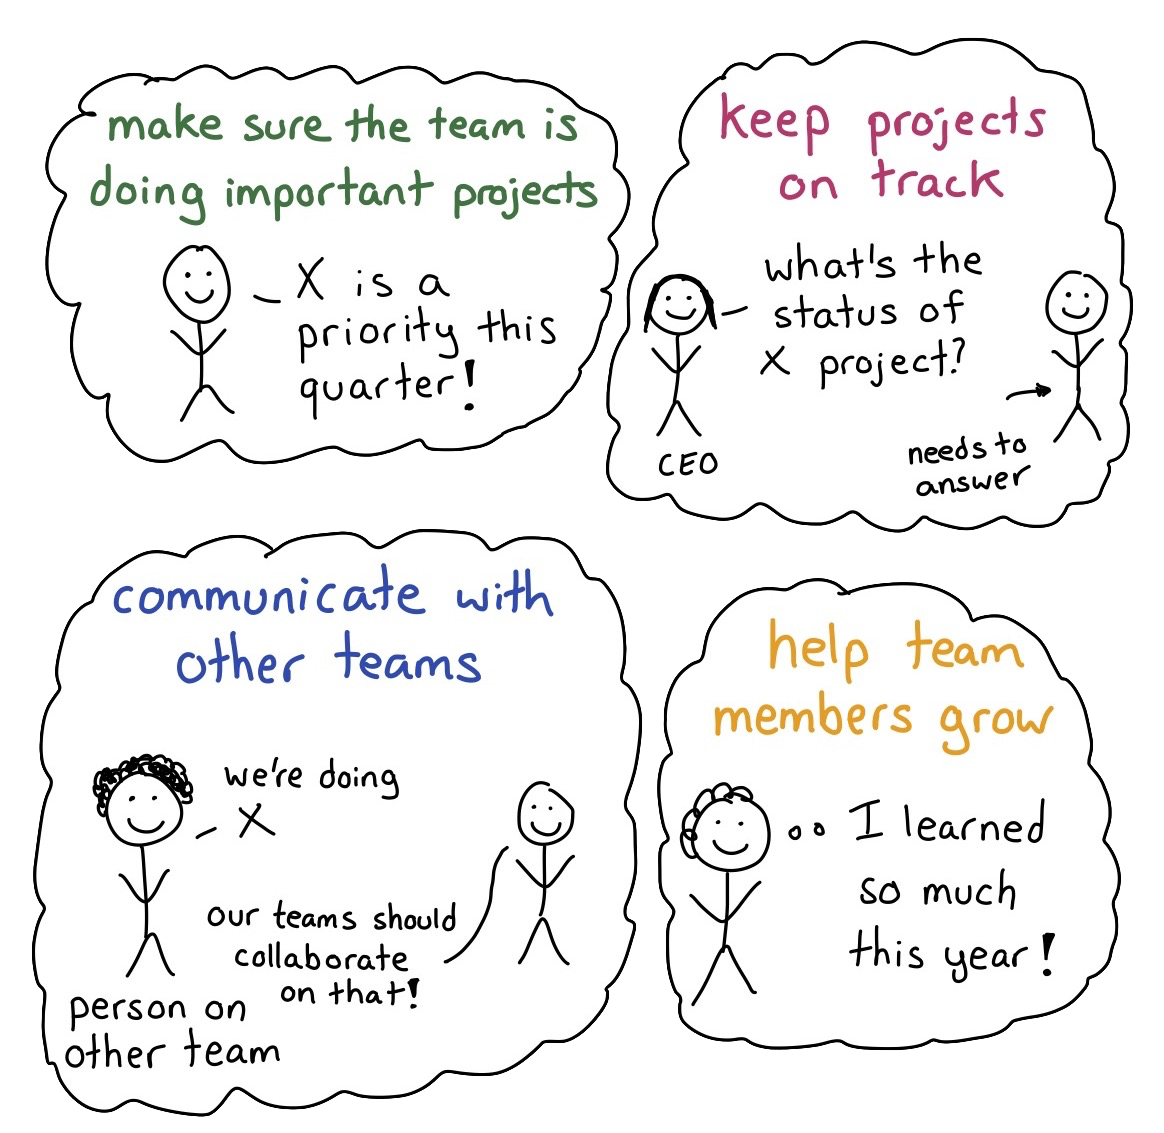 make sure the team is
doing important projects
X is a
priority this
quarter!
keep projects
on track
what's the
status of
X project?
CEO
needs to
answer
communicate with
other teams
we're doing
X
our teams should
collaborate
on that!
person on
other team
help team
members grow
I learned
so much
this year!